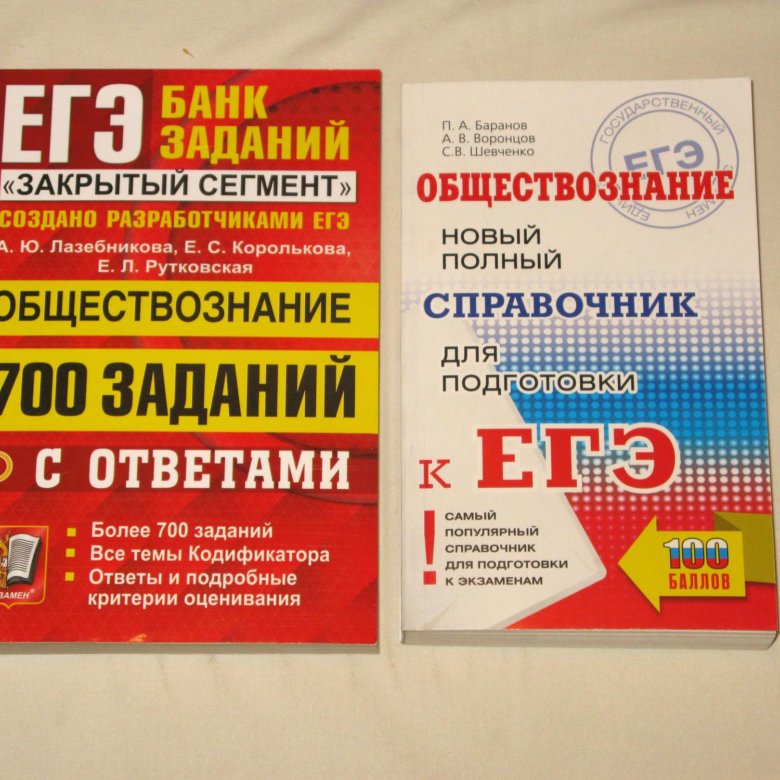 ЕГЭ
БАНК
ЗАДАНИЙ
«ЗАКРЫТЫЙ СЕГМЕНТ»
СОЗДАНО РАЗРАБОТЧИКАМИ ЕГЭ
А. Ю. Лазебникова, Е. С. Королькова,
Е. Л. Рутковская
ОБЩЕСТВОЗНАНИЕ
700 ЗАДАНИЙ
С ОТВЕТАМИ
Более 700 заданий
Все темы Кодификатора
Ответы и подробные
критерии оценивания
П. А. Баранов
А. В. Воронцов
С.В. Шевченко
ГОСУДАРСТВЕННЫЙ
ЕГЭ
ОБЩЕСТВОЗНАНИЕ
НОВЫЙ
ПОЛНЫЙ
СПРАВОЧНИК
ДЛЯ
ПОДГОТОВКИ
К ЕГЭ
!
САМЫЙ
ПОПУЛЯРНЫЙ
СПРАВОЧНИК
ДЛЯ ПОДГОТОВКИ
К ЭКЗАМЕНАМ
100
БАЛЛОВ